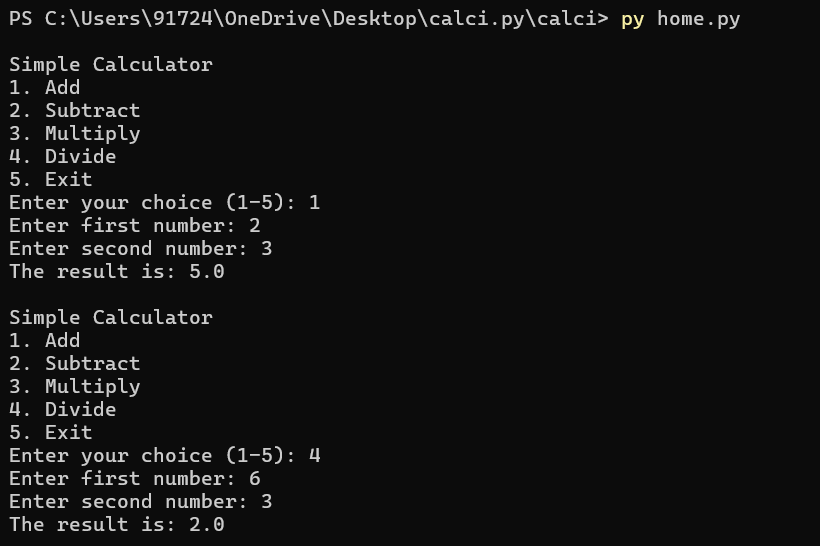 PS C:\Users\91724\OneDrive\Desktop\calci.py\calci> py home.py
Simple Calculator
1. Add
2. Subtract
3. Multiply
4. Divide
5. Exit
Enter your choice (1-5): 1
Enter first number: 2
Enter second number: 3
The result is: 5.0
Simple Calculator
1. Add
2. Subtract
3. Multiply
4. Divide
5. Exit
Enter your choice (1-5): 4
Enter first number: 6
Enter second number: 3
The result is: 2.0